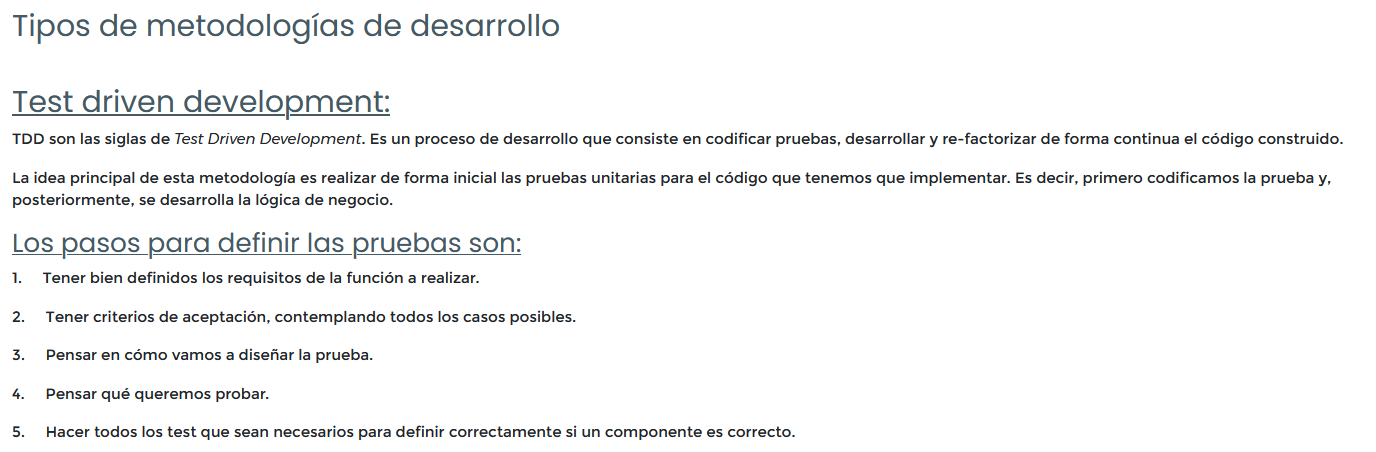 Tipos de metodologías de desarrollo
Test driven development:
TDD son las siglas de Test Driven Development. Es un proceso de desarrollo que consiste en codificar pruebas, desarrollar y re-factorizar de forma continua el código construido.
La idea principal de esta metodología es realizar de forma inicial las pruebas unitarias para el código que tenemos que implementar. Es decir, primero codificamos la prueba y,
posteriormente, se desarrolla la lógica de negocio.
Los pasos para definir las pruebas son:
1. Tener bien definidos los requisitos de la función a realizar.
2. Tener criterios de aceptación, contemplando todos los casos posibles.
3. Pensar en cómo vamos a diseñar la prueba.
4. Pensar qué queremos probar.
5. Hacer todos los test que sean necesarios para definir correctamente si un componente es correcto.